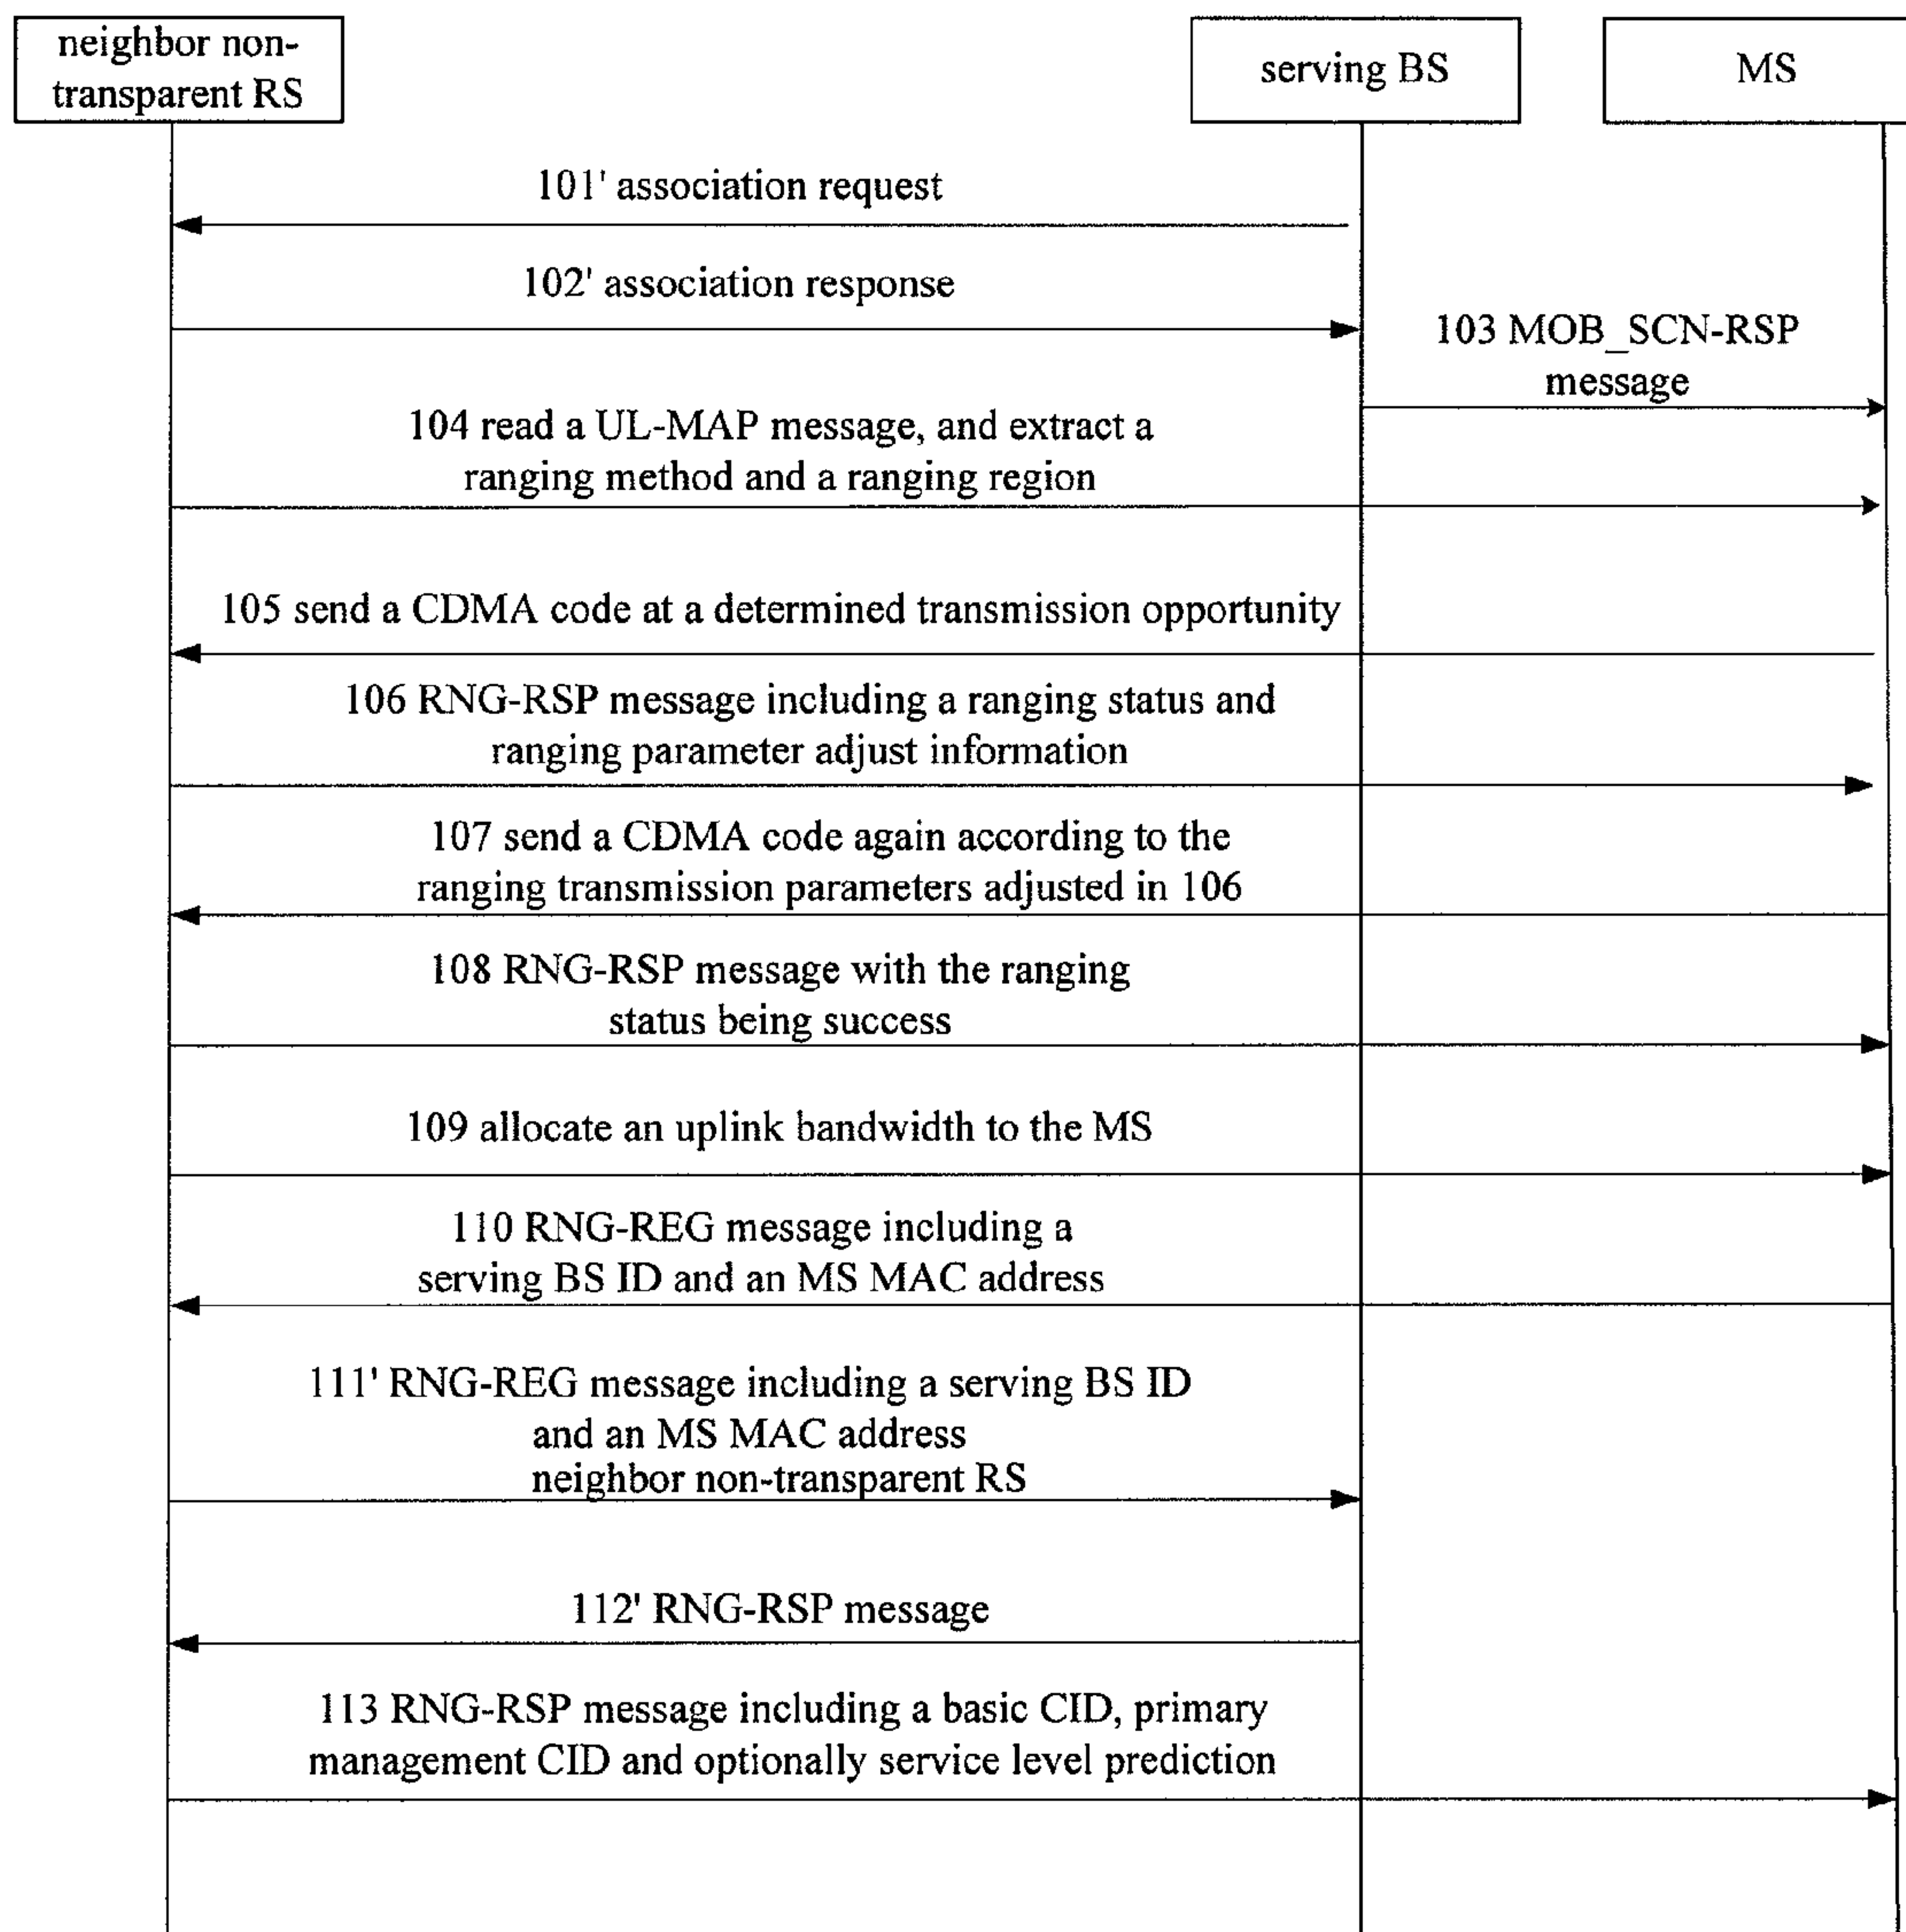 neighbor non-
transparent RS
serving BS
MS
101' association request
102' association response
103 MOB_SCN-RSP
message
104 read a UL-MAP message, and extract a
ranging method and a ranging region
105 send a CDMA code at a determined transmission opportunity
106 RNG-RSP message including a ranging status and
ranging parameter adjust information
107 send a CDMA code again according to the
ranging transmission parameters adjusted in 106
108 RNG-RSP message with the ranging
status being success
109 allocate an uplink bandwidth to the MS
110 RNG-REG message including a
serving BS ID and an MS MAC address
111' RNG-REG message including a serving BS ID
and an MS MAC address
neighbor non-transparent RS
112' RNG-RSP message
113 RNG-RSP message including a basic CID, primary
management CID and optionally service level prediction